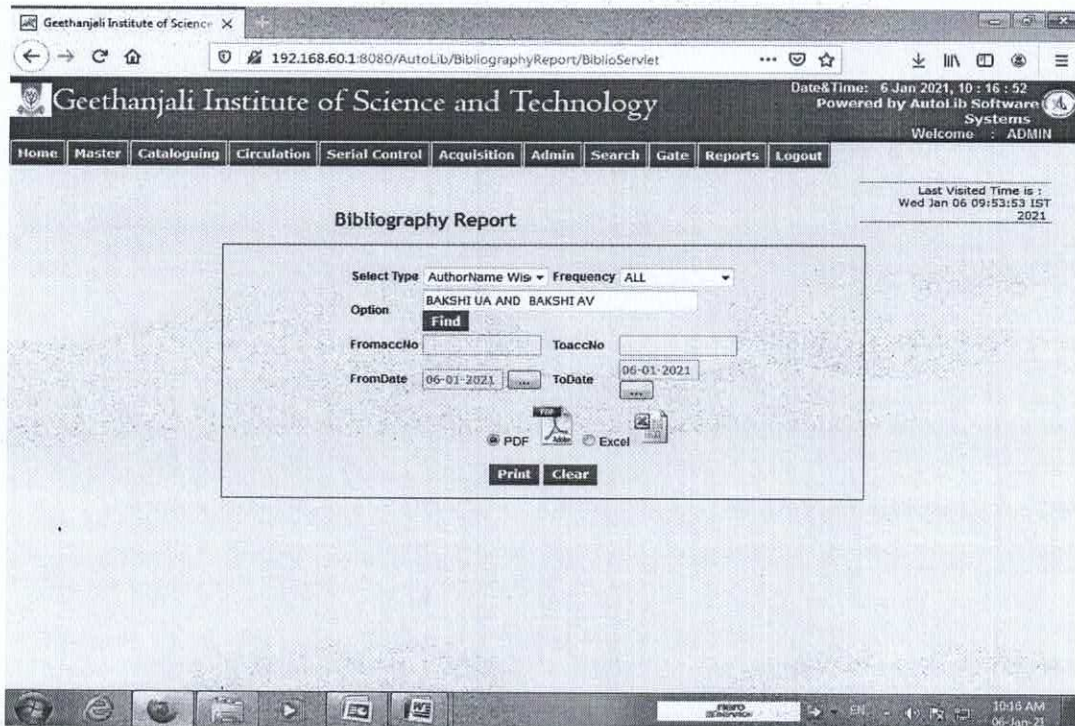 Geethanjali Institute of Science
192.168.60.1:8080/AutoLib/BibliographyReport/BiblioServlet
Geethanjali Institute of Science and Technology
Date&Time: 6 Jan 2021, 10 : 16 : 52
Powered by AutoLib Software
Systems
Welcome : ADMIN
Home Master Cataloguing Circulation Serial Control Acquisition Admin Search Gate Reports Logout
Last Visited Time is :
Wed Jan 06 09:53:53 IST
2021
Bibliography Report
Select Type AuthorName Wis Frequency ALL
Option BAKSHI UA AND BAKSHI AV
Find
FromaccNo ToaccNo
FromDate 06-01-2021 ... ToDate 06-01-2021
...
PDF
Adobe
PDF Excel
Print Clear
EN
10:16 AM
06-Jan-21